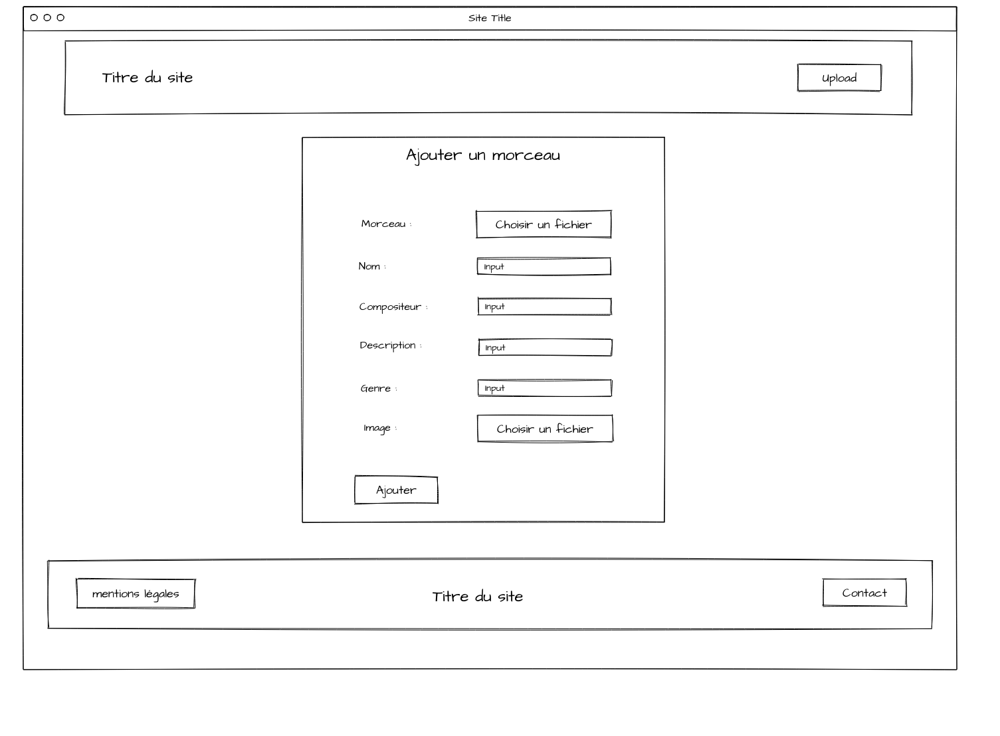 Site Title
Titre du site
Upload
Ajouter un morceau
Morceau :
Choisir un fichier
Nom :
Input
Compositeur :
Input
Description :
Input
Genre :
Input
Image :
Choisir un fichier
Ajouter
mentions légales
Titre du site
Contact